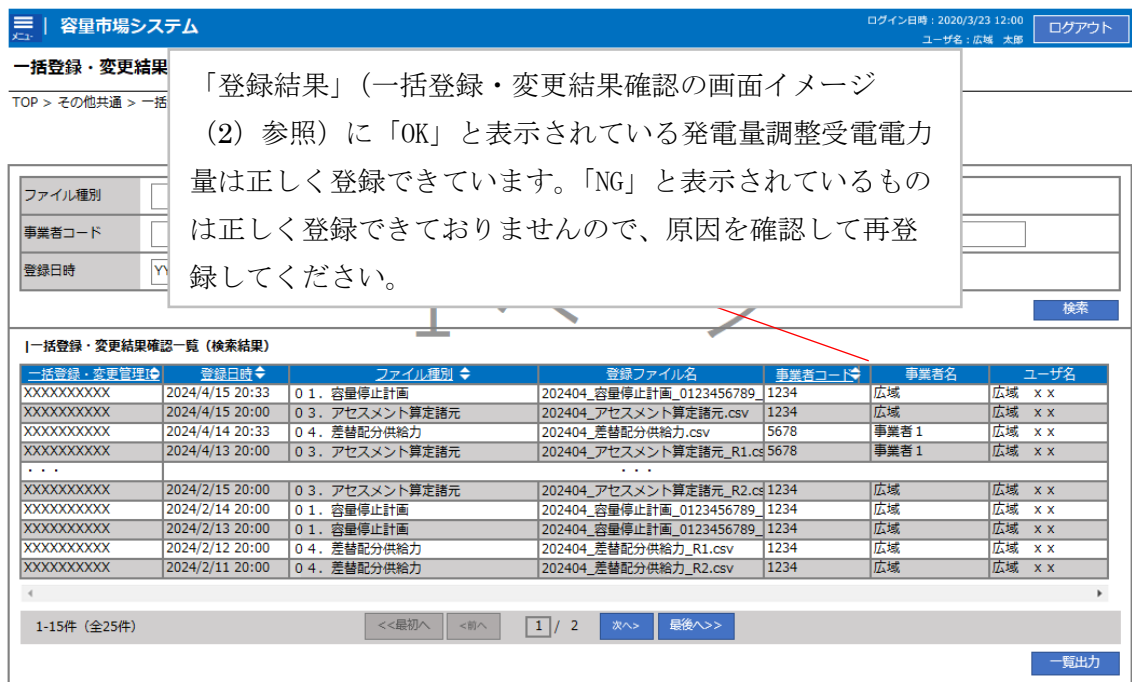 メニュー | 容量市場システム
ログイン日時：2020/3/23 12:00
ユーザ名：広域　太郎
ログアウト
一括登録・変更結果
TOP > その他共通 > 一括
「登録結果」（一括登録・変更結果確認の画面イメージ
（2）参照）に「OK」と表示されている発電量調整受電電力
量は正しく登録できています。「NG」と表示されているもの
は正しく登録できておりませんので、原因を確認して再登
録してください。
ファイル種別
事業者コード
登録日時 YY
検索
|一括登録・変更結果確認一覧（検索結果）
一括登録・変更管理ID 登録日時 ファイル種別 登録ファイル名 事業者コード 事業者名 ユーザ名
XXXXXXXXXX 2024/4/15 20:33 ０１．容量停止計画 202404_容量停止計画_0123456789_ 1234 広域 広域　ｘｘ
XXXXXXXXXX 2024/4/15 20:00 ０３．アセスメント算定諸元 202404_アセスメント算定諸元.csv 1234 広域 広域　ｘｘ
XXXXXXXXXX 2024/4/14 20:33 ０４．差替配分供給力 202404_差替配分供給力.csv 5678 事業者１ 広域　ｘｘ
XXXXXXXXXX 2024/4/13 20:00 ０３．アセスメント算定諸元 202404_アセスメント算定諸元_R1.cs 5678 事業者１ 広域　ｘｘ
・・・ ・・・
XXXXXXXXXX 2024/2/15 20:00 ０３．アセスメント算定諸元 202404_アセスメント算定諸元_R2.cs 1234 広域 広域　ｘｘ
XXXXXXXXXX 2024/2/14 20:00 ０１．容量停止計画 202404_容量停止計画_0123456789_ 1234 広域 広域　ｘｘ
XXXXXXXXXX 2024/2/13 20:00 ０１．容量停止計画 202404_容量停止計画_0123456789_ 1234 広域 広域　ｘｘ
XXXXXXXXXX 2024/2/12 20:00 ０４．差替配分供給力 202404_差替配分供給力_R1.csv 1234 広域 広域　ｘｘ
XXXXXXXXXX 2024/2/11 20:00 ０４．差替配分供給力 202404_差替配分供給力_R2.csv 1234 広域 広域　ｘｘ
1-15件（全25件） <<最初へ <前へ 1 / 2 次へ> 最後へ>>
一覧出力